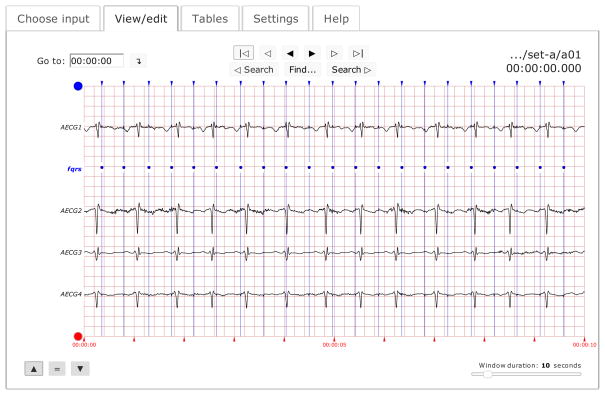 Choose input View/edit Tables Settings Help
Go to: 00:00:00 .../set-a/a01
◁ Search Find... Search ▷ 00:00:00.000
AECG1
fqrs
AECG2
AECG3
AECG4
00:00:00 00:00:05 00:00:10
= Window duration: 10 seconds